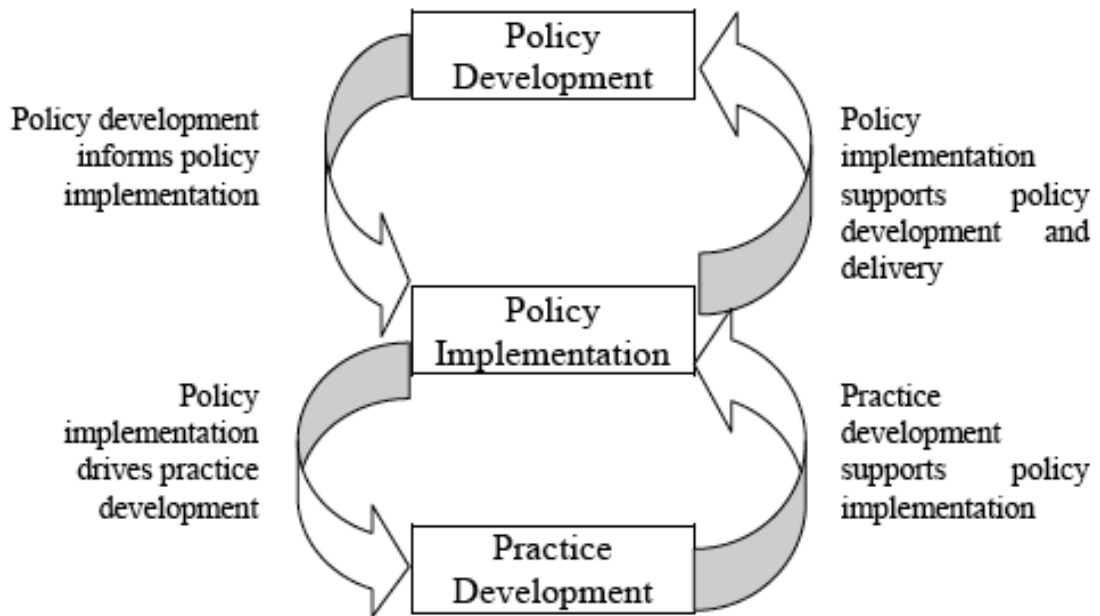 Policy
Development
Policy development
informs policy
implementation
Policy
implementation
supports policy
development and
delivery
Policy
Implementation
Policy
implementation
drives practice
development
Practice
development
supports policy
implementation
Practice
Development